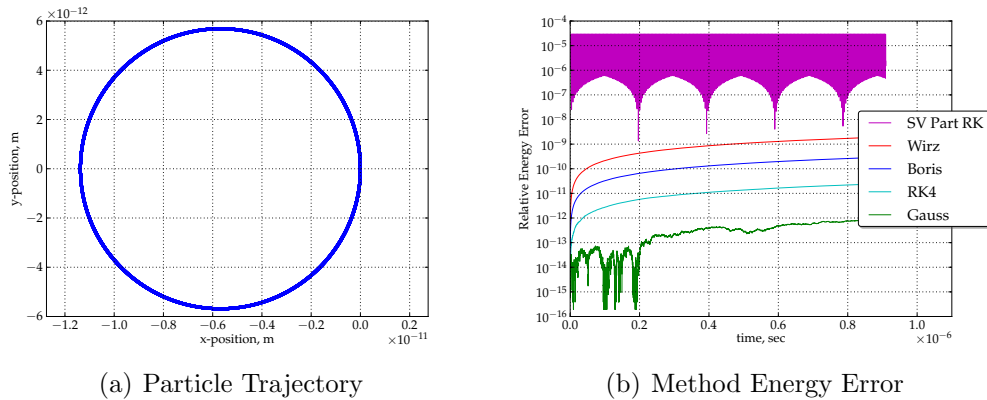 ×10⁻¹²
6
4
2
0
−2
−4
−6
y-position, m
−1.2 −1.0 −0.8 −0.6 −0.4 −0.2 0.0 0.2
x-position, m
×10⁻¹¹
(a) Particle Trajectory
10⁻⁴
10⁻⁵
10⁻⁶
10⁻⁷
10⁻⁸
10⁻⁹
10⁻¹⁰
10⁻¹¹
10⁻¹²
10⁻¹³
10⁻¹⁴
10⁻¹⁵
10⁻¹⁶
Relative Energy Error
SV Part RK
Wirz
Boris
RK4
Gauss
0.0 0.2 0.4 0.6 0.8 1.0
time, sec
×10⁻⁶
(b) Method Energy Error